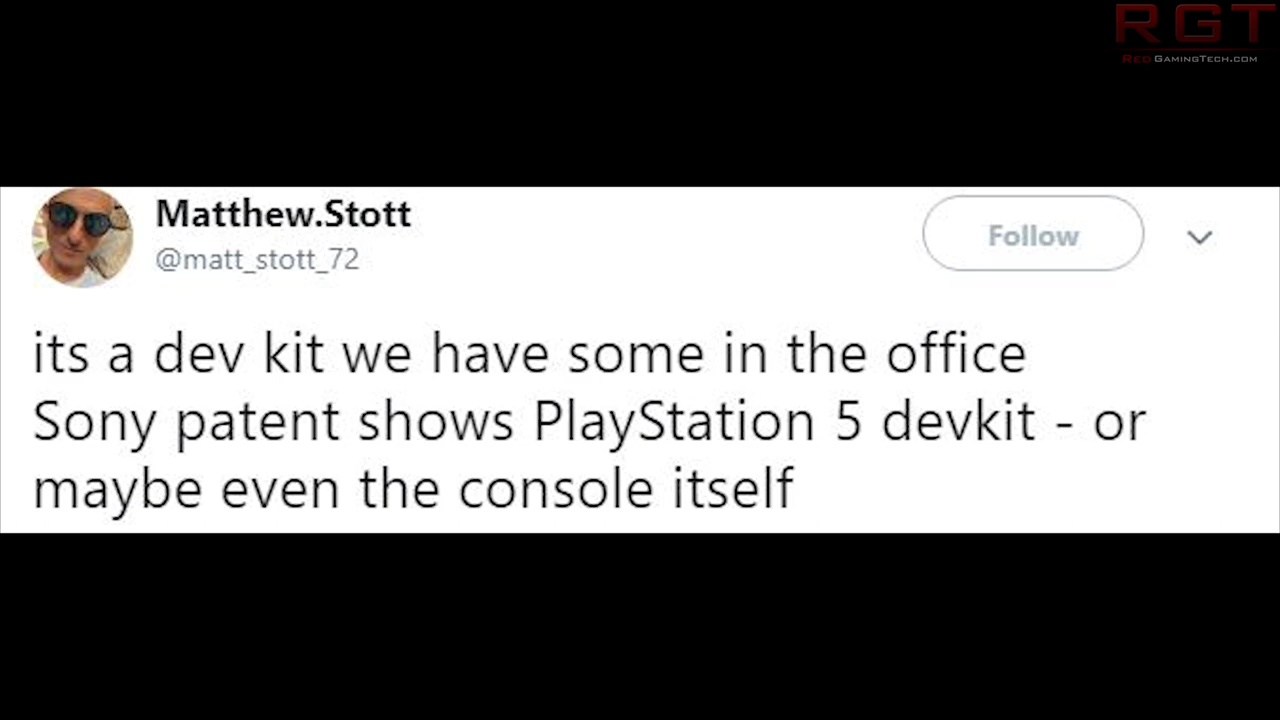 RGT
RedGamingTech.com
Matthew.Stott
@matt_stott_72
Follow
its a dev kit we have some in the office
Sony patent shows PlayStation 5 devkit - or
maybe even the console itself